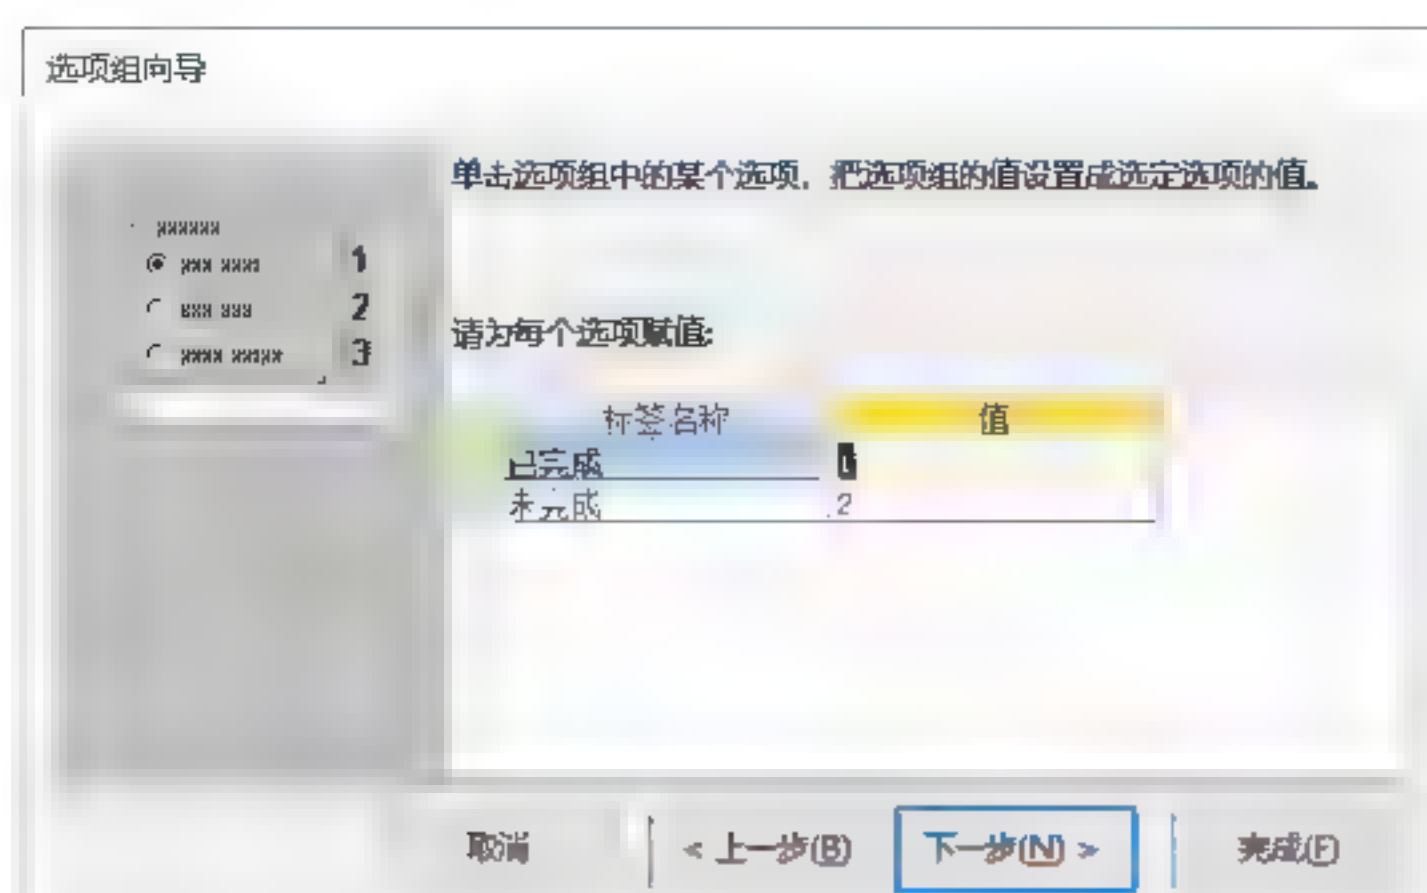 选项组向导
单击选项组中的某个选项，把选项组的值设置成选定选项的值。
1
2
3
请为每个选项赋值:
标签名称 值
已完成 1
未完成 2
取消 < 上一步(B) 下一步(N) > 完成(F)